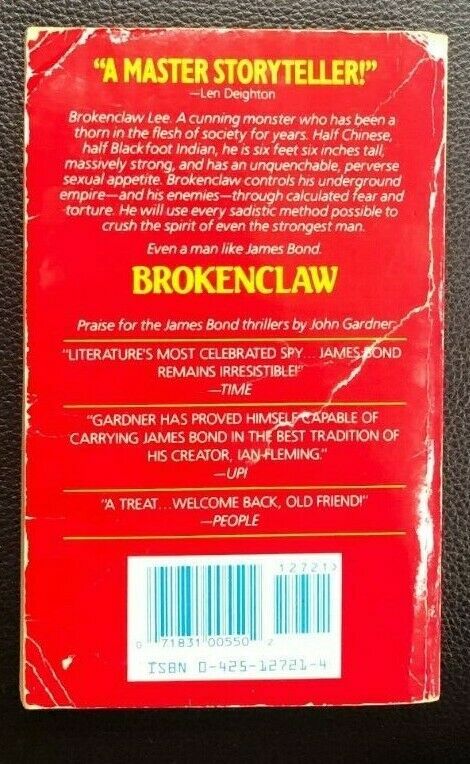 "A MASTER STORYTELLER!"
—Len Deighton
Brokenclaw Lee. A cunning monster who has been a
thorn in the flesh of society for years. Half Chinese,
half Blackfoot Indian, he is six feet six inches tall,
massively strong, and has an unquenchable, perverse
sexual appetite. Brokenclaw controls his underground
empire—and his enemies—through calculated fear and
torture. He will use every sadistic method possible to
crush the spirit of even the strongest man.
Even a man like James Bond.
BROKENCLAW
Praise for the James Bond thrillers by John Gardner
"LITERATURE'S MOST CELEBRATED SPY... JAMES BOND
REMAINS IRRESISTIBLE!"
—TIME
"GARDNER HAS PROVED HIMSELF CAPABLE OF
CARRYING JAMES BOND IN THE BEST TRADITION OF
HIS CREATOR, IAN FLEMING."
—UPI
"A TREAT...WELCOME BACK, OLD FRIEND!"
—PEOPLE
12721>
0 71831 00550 2
ISBN 0-425-12721-4